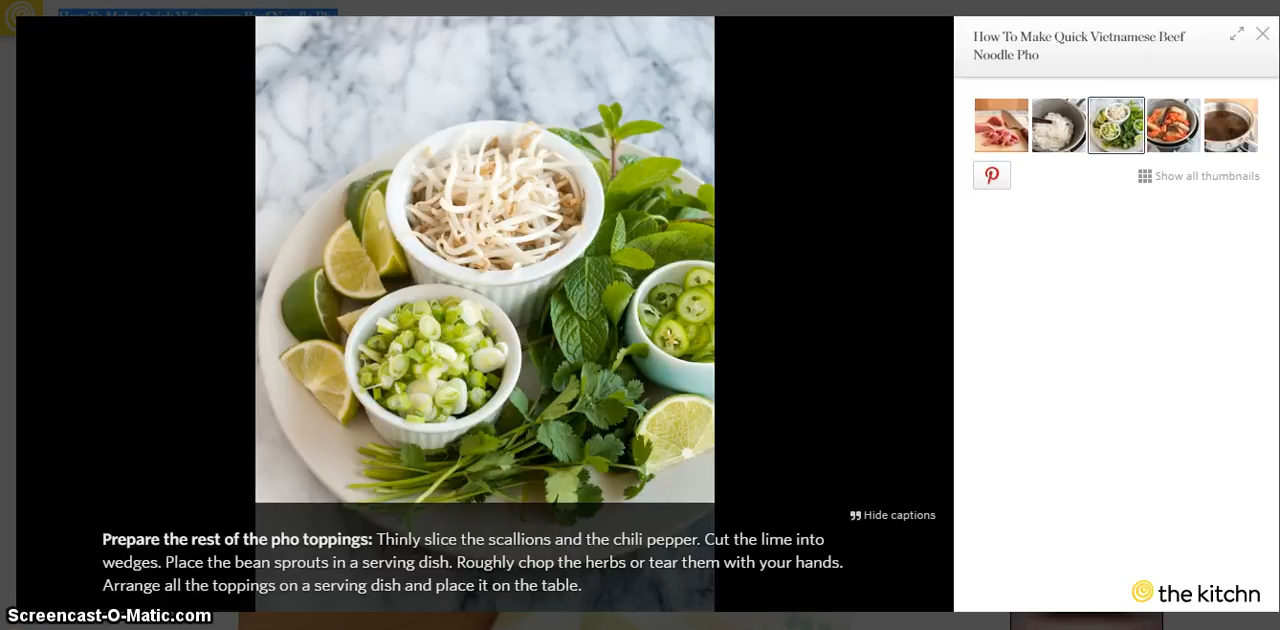 How To Make Quick Vietnamese Beef
Noodle Pho
Show all thumbnails
Hide captions
Prepare the rest of the pho toppings: Thinly slice the scallions and the chili pepper. Cut the lime into
wedges. Place the bean sprouts in a serving dish. Roughly chop the herbs or tear them with your hands.
Arrange all the toppings on a serving dish and place it on the table.
the kitchn
Screencast-O-Matic.com